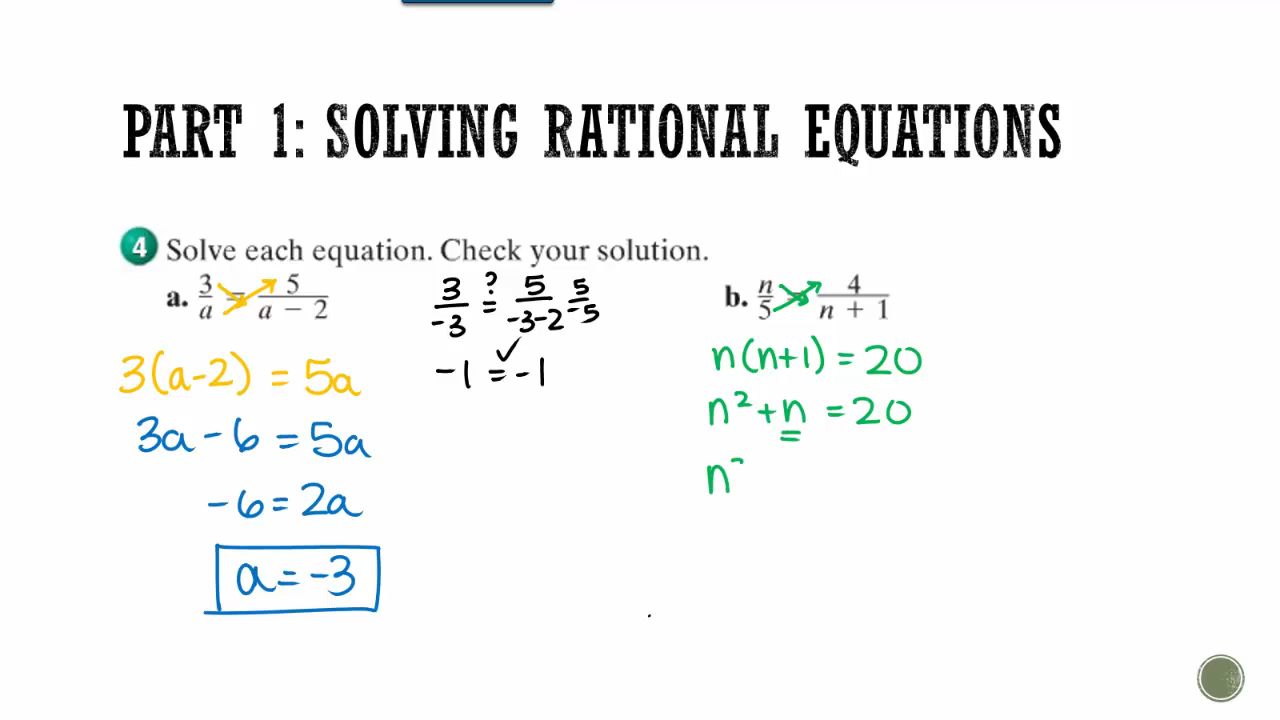 PART 1: SOLVING RATIONAL EQUATIONS
4 Solve each equation. Check your solution.
a. 3/a = 5/(a − 2)
3(a-2) = 5a
3a - 6 = 5a
-6 = 2a
a = -3
3/-3 ?= 5/(-3-2) 5/-5
-1 = -1 ✓
b. n/5 = 4/(n + 1)
n(n+1) = 20
n² + n = 20
n